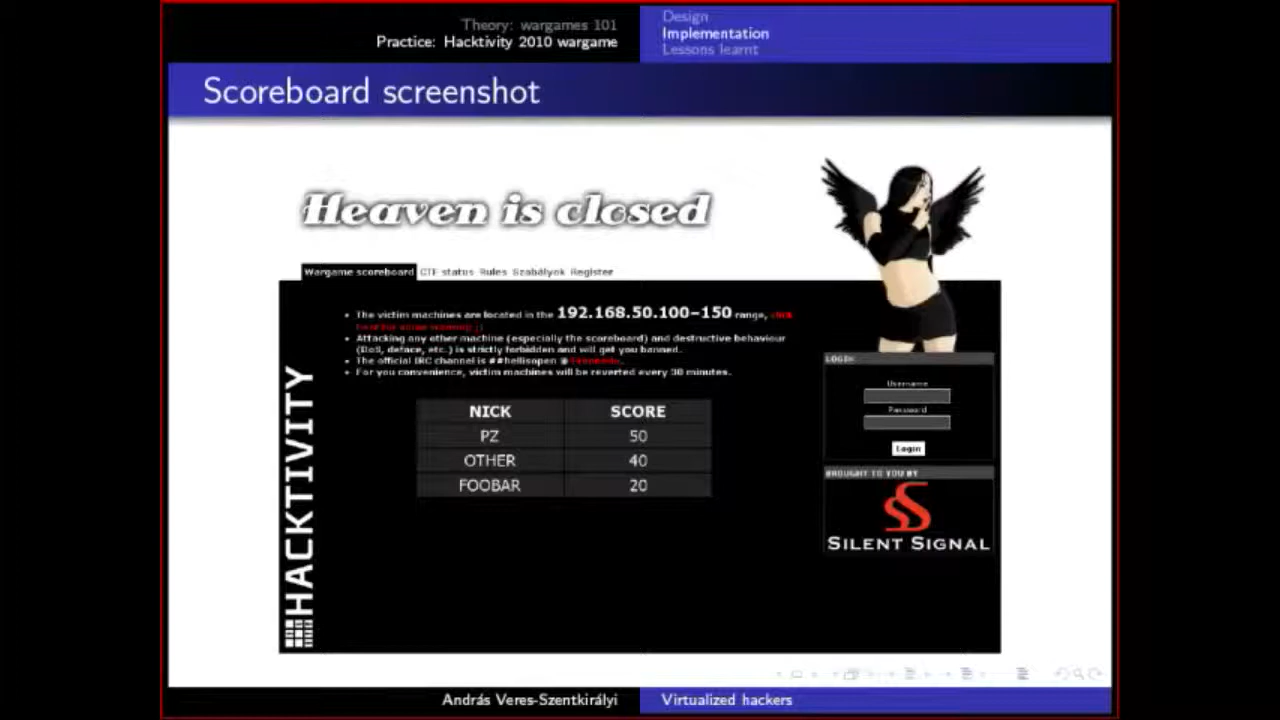 Theory: wargames 101
Practice: Hacktivity 2010 wargame
Design
Implementation
Lessons learnt
Scoreboard screenshot
Heaven is closed
Wargame scoreboard CTF status Rules Szabályok Register
The victim machines are located in the 192.168.50.100-150 range, click
Attacking any other machine (especially the scoreboard) and destructive behaviour
(DoS, deface, etc.) is strictly forbidden and will get you banned.
The official IRC channel is ##hellisopen @
For you convenience, victim machines will be reverted every 30 minutes.
NICK SCORE
PZ 50
OTHER 40
FOOBAR 20
HACKTIVITY
LOGIN
Username
Password
Login
BROUGHT TO YOU BY
SILENT SIGNAL
András Veres-Szentkirályi
Virtualized hackers